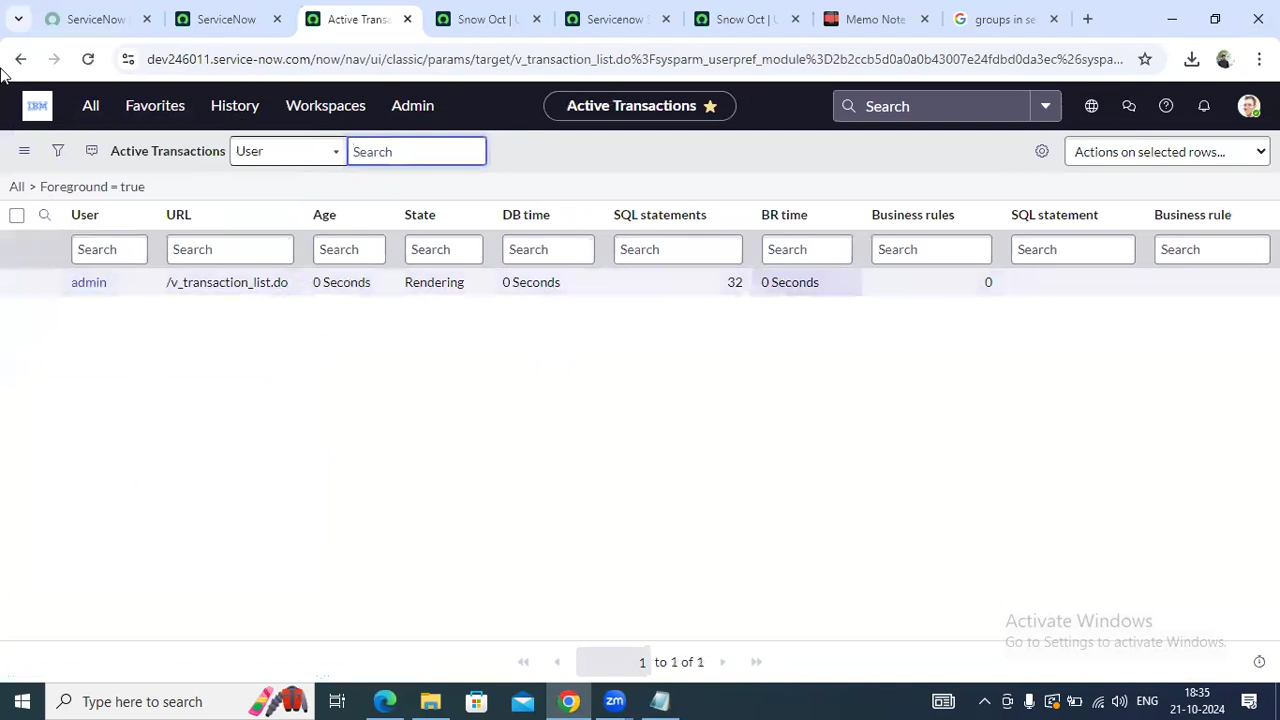 ServiceNow
ServiceNow
Active Transa
Snow Oct | U
Servicenow S
Snow Oct | U
Memo Note
groups in se
dev246011.service-now.com/now/nav/ui/classic/params/target/v_transaction_list.do%3Fsysparm_userpref_module%3D2b2ccb5d0a0a0b43007e24fdbd0da3ec%26syspa...
IBM All Favorites History Workspaces Admin Active Transactions Search
Active Transactions User Search Actions on selected rows...
All > Foreground = true
User URL Age State DB time SQL statements BR time Business rules SQL statement Business rule
Search Search Search Search Search Search Search Search Search Search
admin /v_transaction_list.do 0 Seconds Rendering 0 Seconds 32 0 Seconds 0
Activate Windows
Go to Settings to activate Windows.
1 to 1 of 1
Type here to search
ENG
18:35
21-10-2024